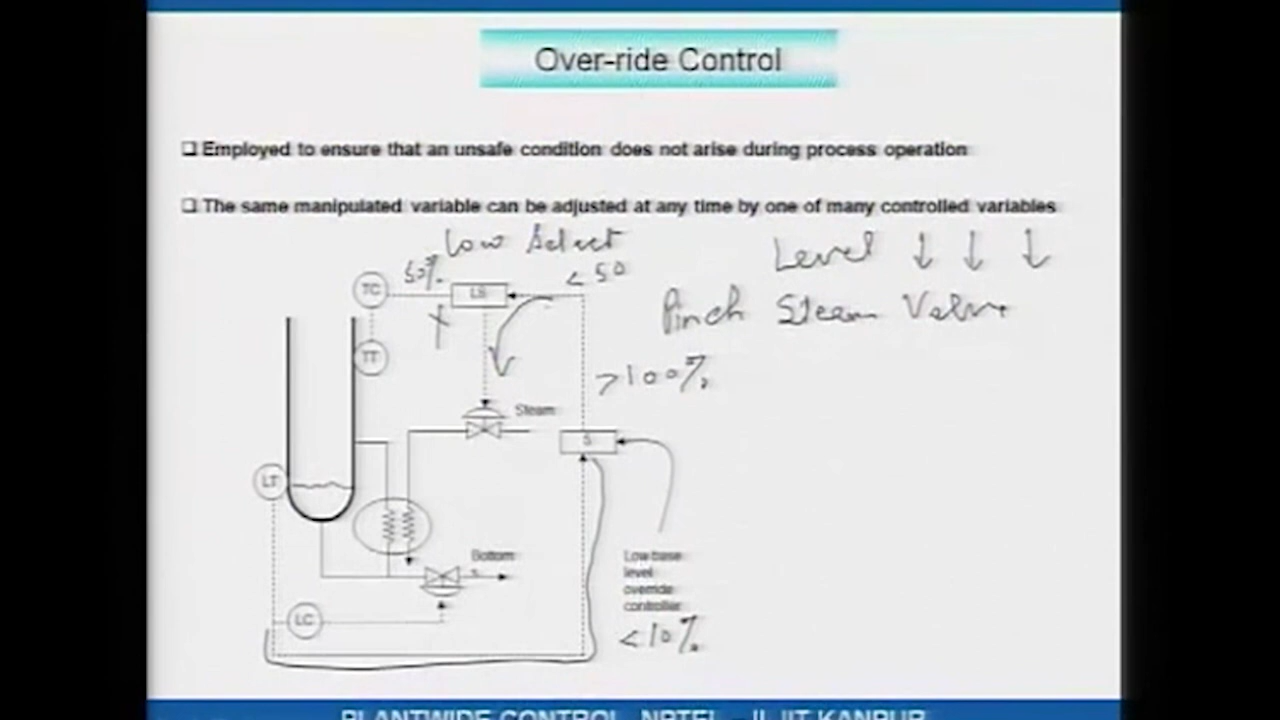 Over-ride Control
❑ Employed to ensure that an unsafe condition does not arise during process operation
❑ The same manipulated variable can be adjusted at any time by one of many controlled variables
Low Select
Level ↓ ↓ ↓
50%
< 50
TC
LS
Pinch Steam Valve
TT
>100%
Steam
S
LT
Bottom
Low base
level
override
controller
LC
<10%
PLANTWIDE CONTROL, NPTEL - II, IIT KANPUR